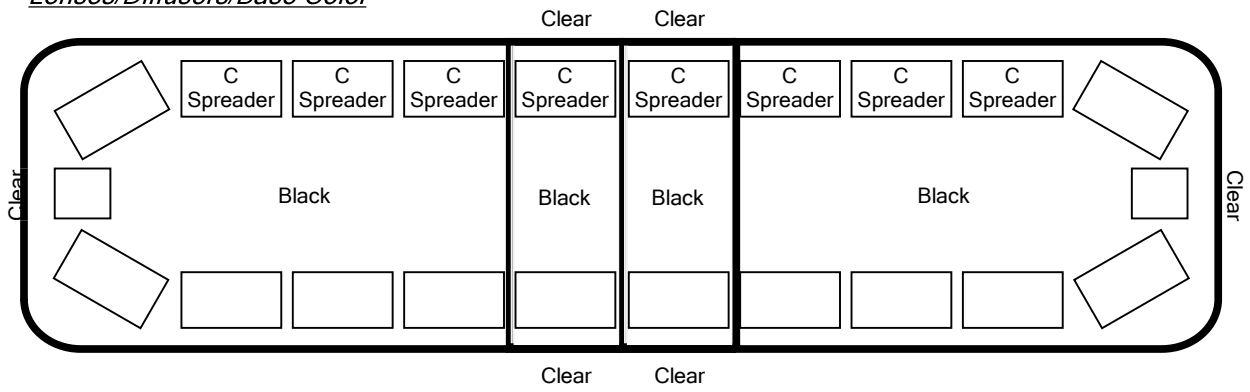 Lenses/Diffusers/Base Color
Clear Clear
C C C C C C C C
Spreader Spreader Spreader Spreader Spreader Spreader Spreader Spreader
Clear
Black Black Black Black
Clear
Clear Clear